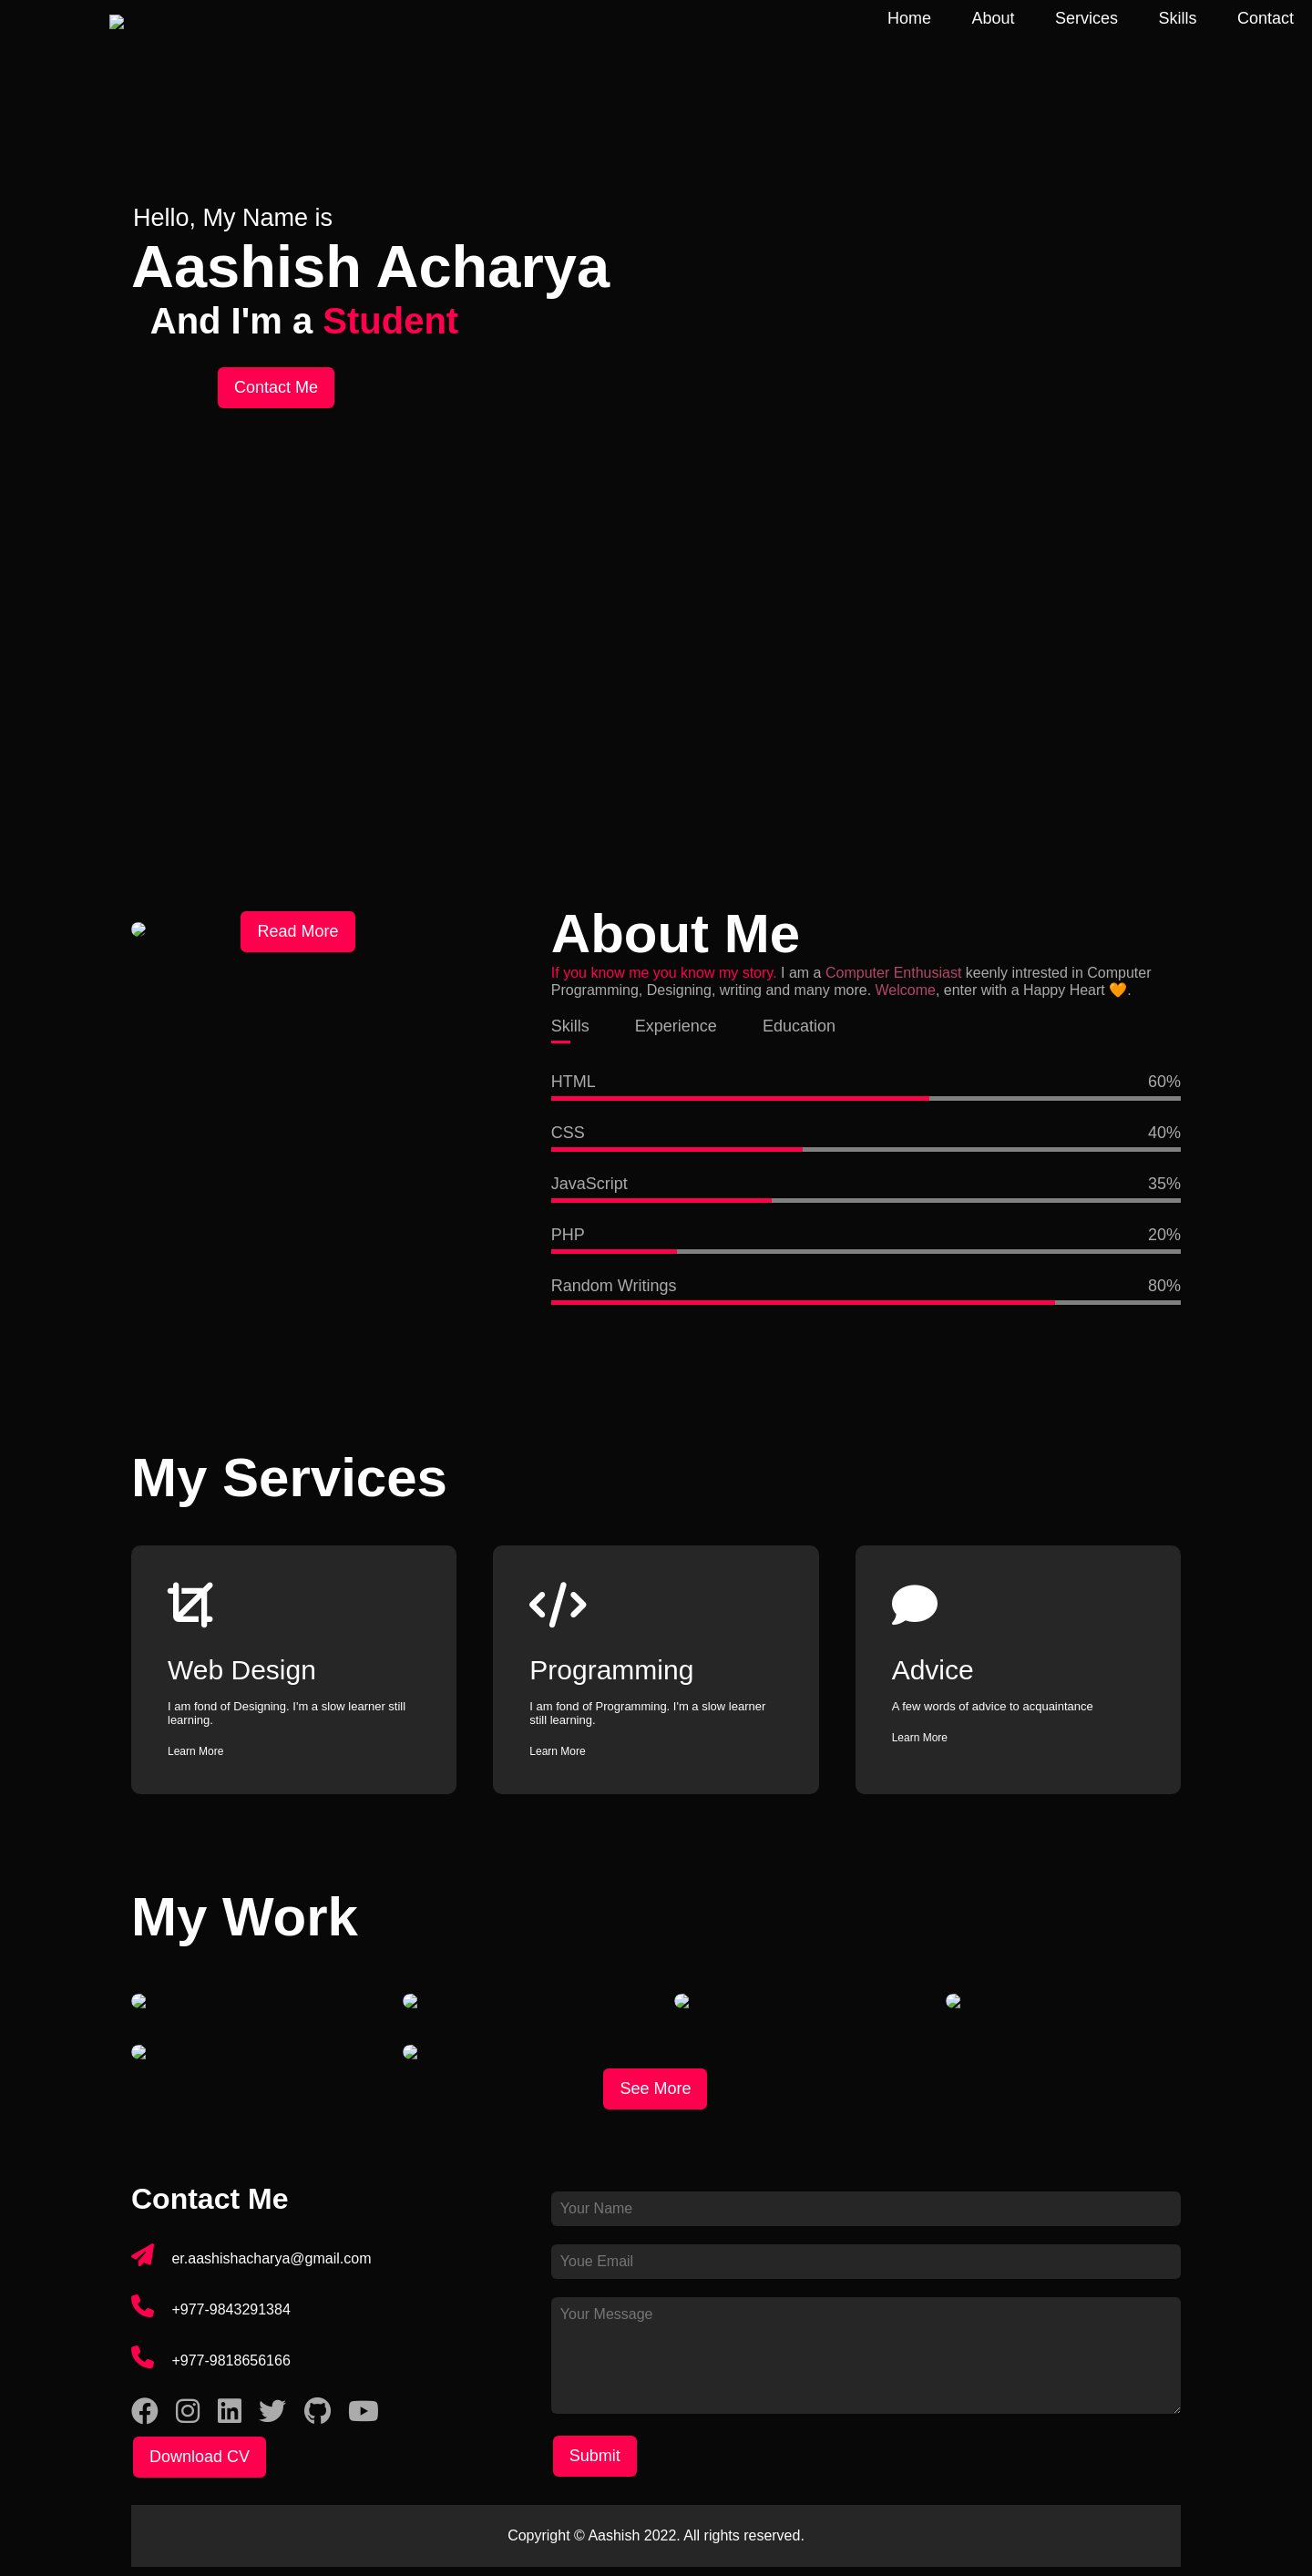 Home About Services Skills Contact
Hello, My Name is
Aashish Acharya
And I'm a Student
Contact Me
Read More
About Me
If you know me you know my story. I am a Computer Enthusiast keenly intrested in Computer
Programming, Designing, writing and many more. Welcome, enter with a Happy Heart 🧡.
Skills Experience Education
HTML 60%
CSS 40%
JavaScript 35%
PHP 20%
Random Writings 80%
My Services
Web Design
I am fond of Designing. I'm a slow learner still
learning.
Learn More
Programming
I am fond of Programming. I'm a slow learner
still learning.
Learn More
Advice
A few words of advice to acquaintance
Learn More
My Work
See More
Contact Me
er.aashishacharya@gmail.com
+977-9843291384
+977-9818656166
Download CV
Your Name
Youe Email
Your Message
Submit
Copyright © Aashish 2022. All rights reserved.